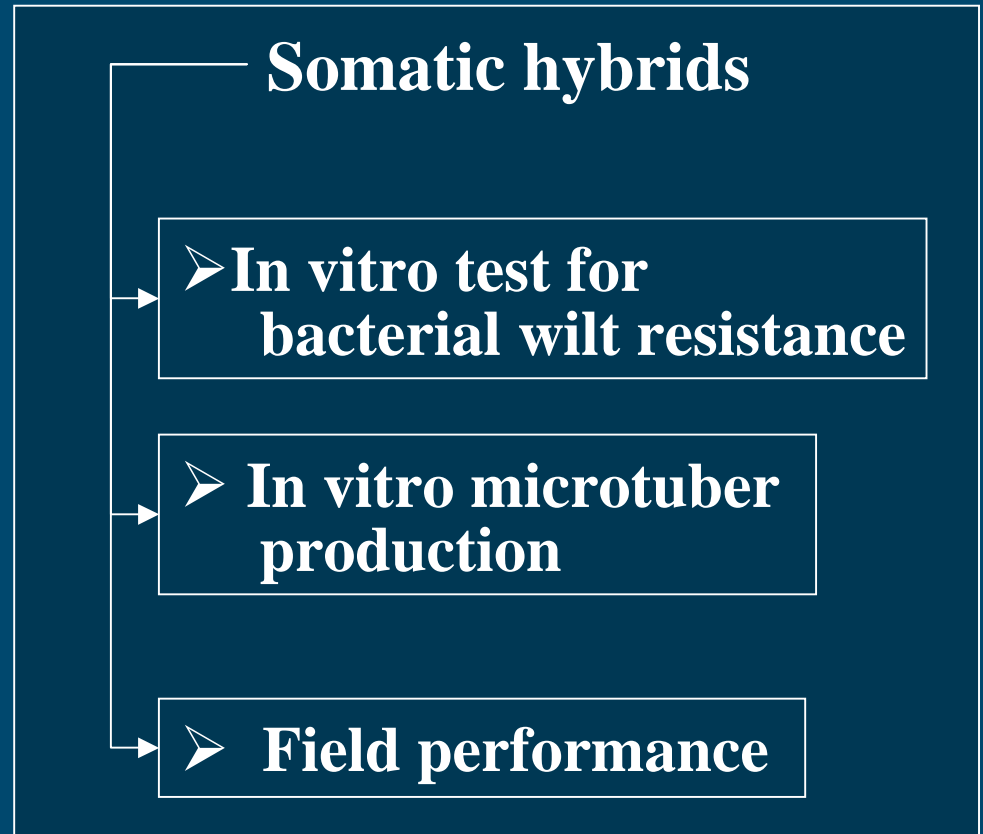 Somatic hybrids
➢In vitro test for
bacterial wilt resistance
➢ In vitro microtuber
production
➢ Field performance